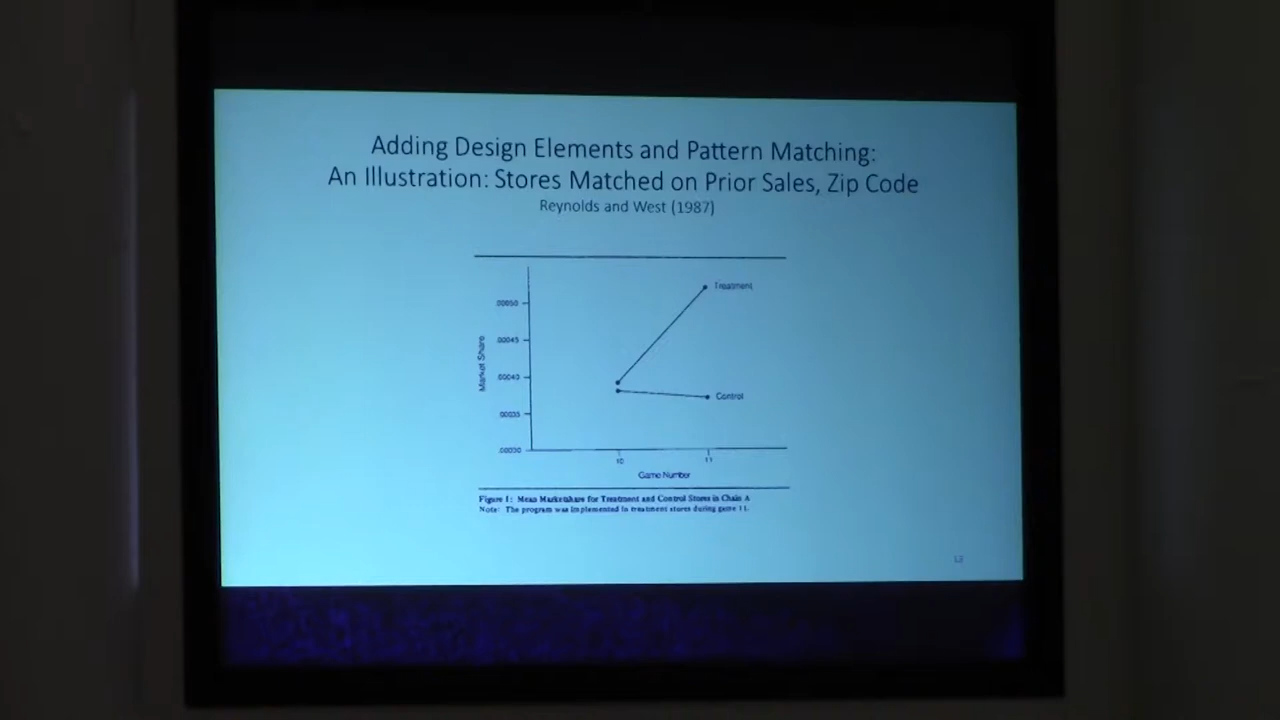 Adding Design Elements and Pattern Matching:
An Illustration: Stores Matched on Prior Sales, Zip Code
Reynolds and West (1987)
Treatment
.00050
.00045
Market Share
.00040
Control
.00035
.00030
10
11
Game Number
Figure 1: Mean Marketshare for Treatment and Control Stores in Chain A
Note: The program was implemented in treatment stores during game 11.